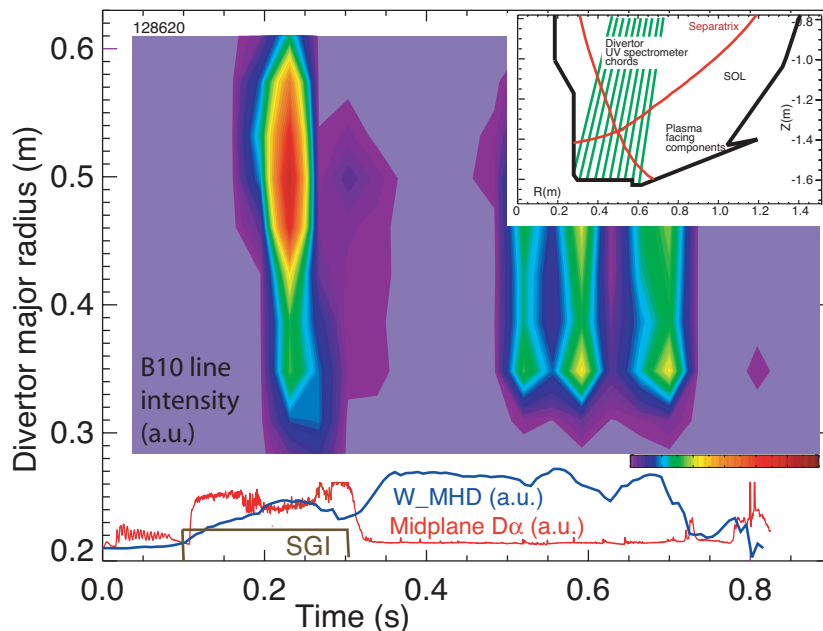 128620
0.6
0.5
0.4
0.3
0.2
Divertor major radius (m)
B10 line
intensity
(a.u.)
W_MHD (a.u.)
Midplane Dα (a.u.)
SGI
0.0
0.2
0.4
0.6
0.8
Time (s)
Divertor
UV spectrometer
chords
Separatrix
SOL
Plasma
facing
components
-0.8
-1.0
-1.2
-1.4
-1.6
Z(m)
R(m)
0.2
0.4
0.6
0.8
1.0
1.2
1.4